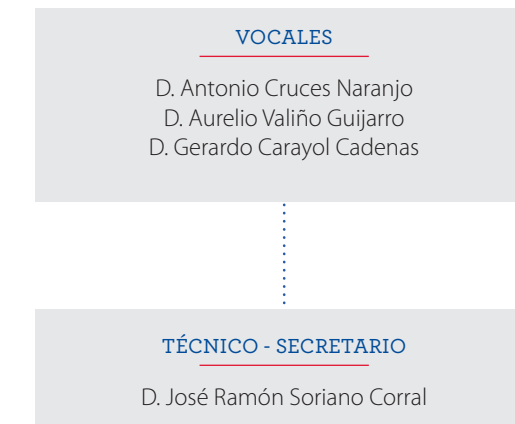 VOCALES
D. Antonio Cruces Naranjo
D. Aurelio Valiño Guijarro
D. Gerardo Carayol Cadenas
TÉCNICO - SECRETARIO
D. José Ramón Soriano Corral